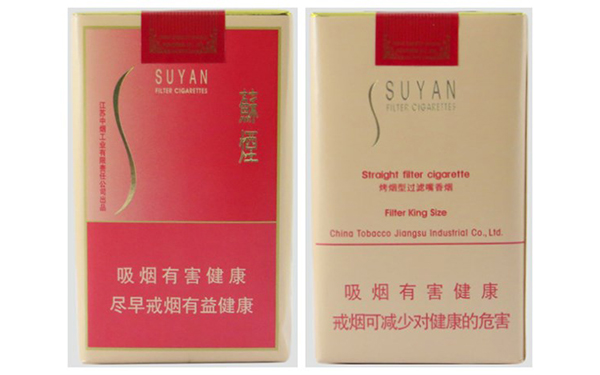 SUYAN
FILTER CIGARETTES
蘇煙
江苏中烟工业有限责任公司出品
吸烟有害健康
尽早戒烟有益健康
SUYAN
FILTER CIGARETTES
Straight filter cigarette
烤烟型过滤嘴香烟
Filter King Size
China Tobacco Jiangsu Industrial Co.,Ltd.
吸烟有害健康
戒烟可减少对健康的危害